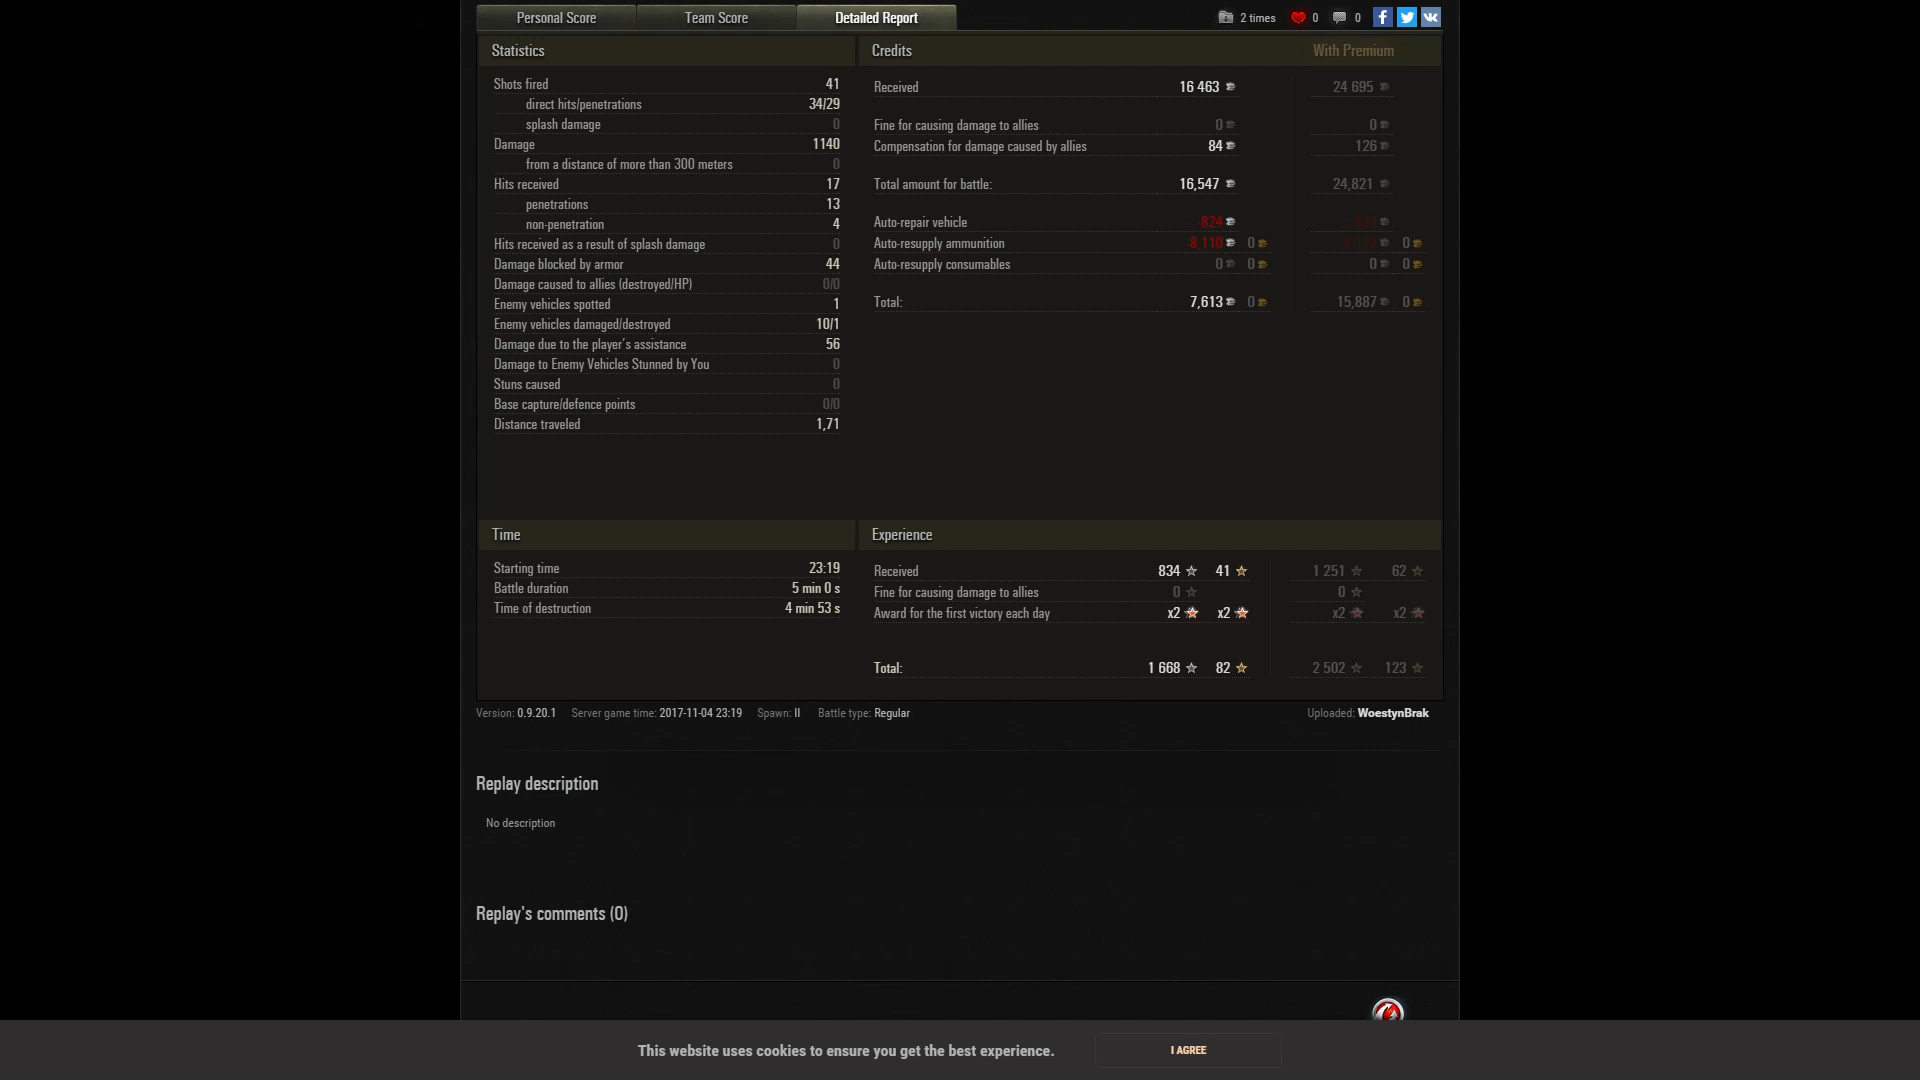 Personal Score Team Score Detailed Report 2 times 0 0
Statistics
Shots fired 41
direct hits/penetrations 34/29
splash damage 0
Damage 1140
from a distance of more than 300 meters 0
Hits received 17
penetrations 13
non-penetration 4
Hits received as a result of splash damage 0
Damage blocked by armor 44
Damage caused to allies (destroyed/HP) 0/0
Enemy vehicles spotted 1
Enemy vehicles damaged/destroyed 10/1
Damage due to the player's assistance 56
Damage to Enemy Vehicles Stunned by You 0
Stuns caused 0
Base capture/defence points 0/0
Distance traveled 1,71
Credits With Premium
Received 16 463 24 695
Fine for causing damage to allies 0 0
Compensation for damage caused by allies 84 126
Total amount for battle: 16,547 24,821
Auto-repair vehicle -824
Auto-resupply ammunition -8,110 0 0
Auto-resupply consumables 0 0 0 0
Total: 7,613 0 15,887 0
Time
Starting time 23:19
Battle duration 5 min 0 s
Time of destruction 4 min 53 s
Experience
Received 834 41 1 251 62
Fine for causing damage to allies 0 0
Award for the first victory each day x2 x2 x2 x2
Total: 1 668 82 2 502 123
Version: 0.9.20.1 Server game time: 2017-11-04 23:19 Spawn: II Battle type: Regular Uploaded: WoestynBrak
Replay description
No description
Replay's comments (0)
This website uses cookies to ensure you get the best experience. I AGREE